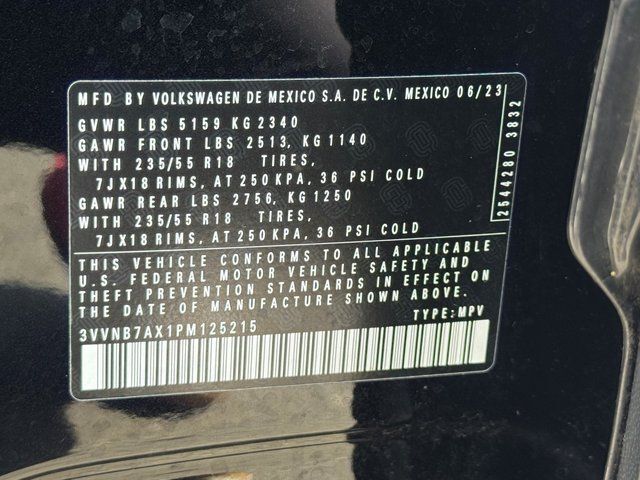 MFD BY VOLKSWAGEN DE MEXICO S.A. DE C.V. MEXICO 06/23
GVWR LBS 5159 KG 2340
GAWR FRONT LBS 2513, KG 1140
WITH 235/55 R18 TIRES,
7JX18 RIMS, AT 250 KPA, 36 PSI COLD
GAWR REAR LBS 2756, KG 1250
WITH 235/55 R18 TIRES,
7JX18 RIMS, AT 250 KPA, 36 PSI COLD
2544280 3832
THIS VEHICLE CONFORMS TO ALL APPLICABLE
U.S. FEDERAL MOTOR VEHICLE SAFETY AND
THEFT PREVENTION STANDARDS IN EFFECT ON
THE DATE OF MANUFACTURE SHOWN ABOVE.
3VVNB7AX1PM125215 TYPE:MPV